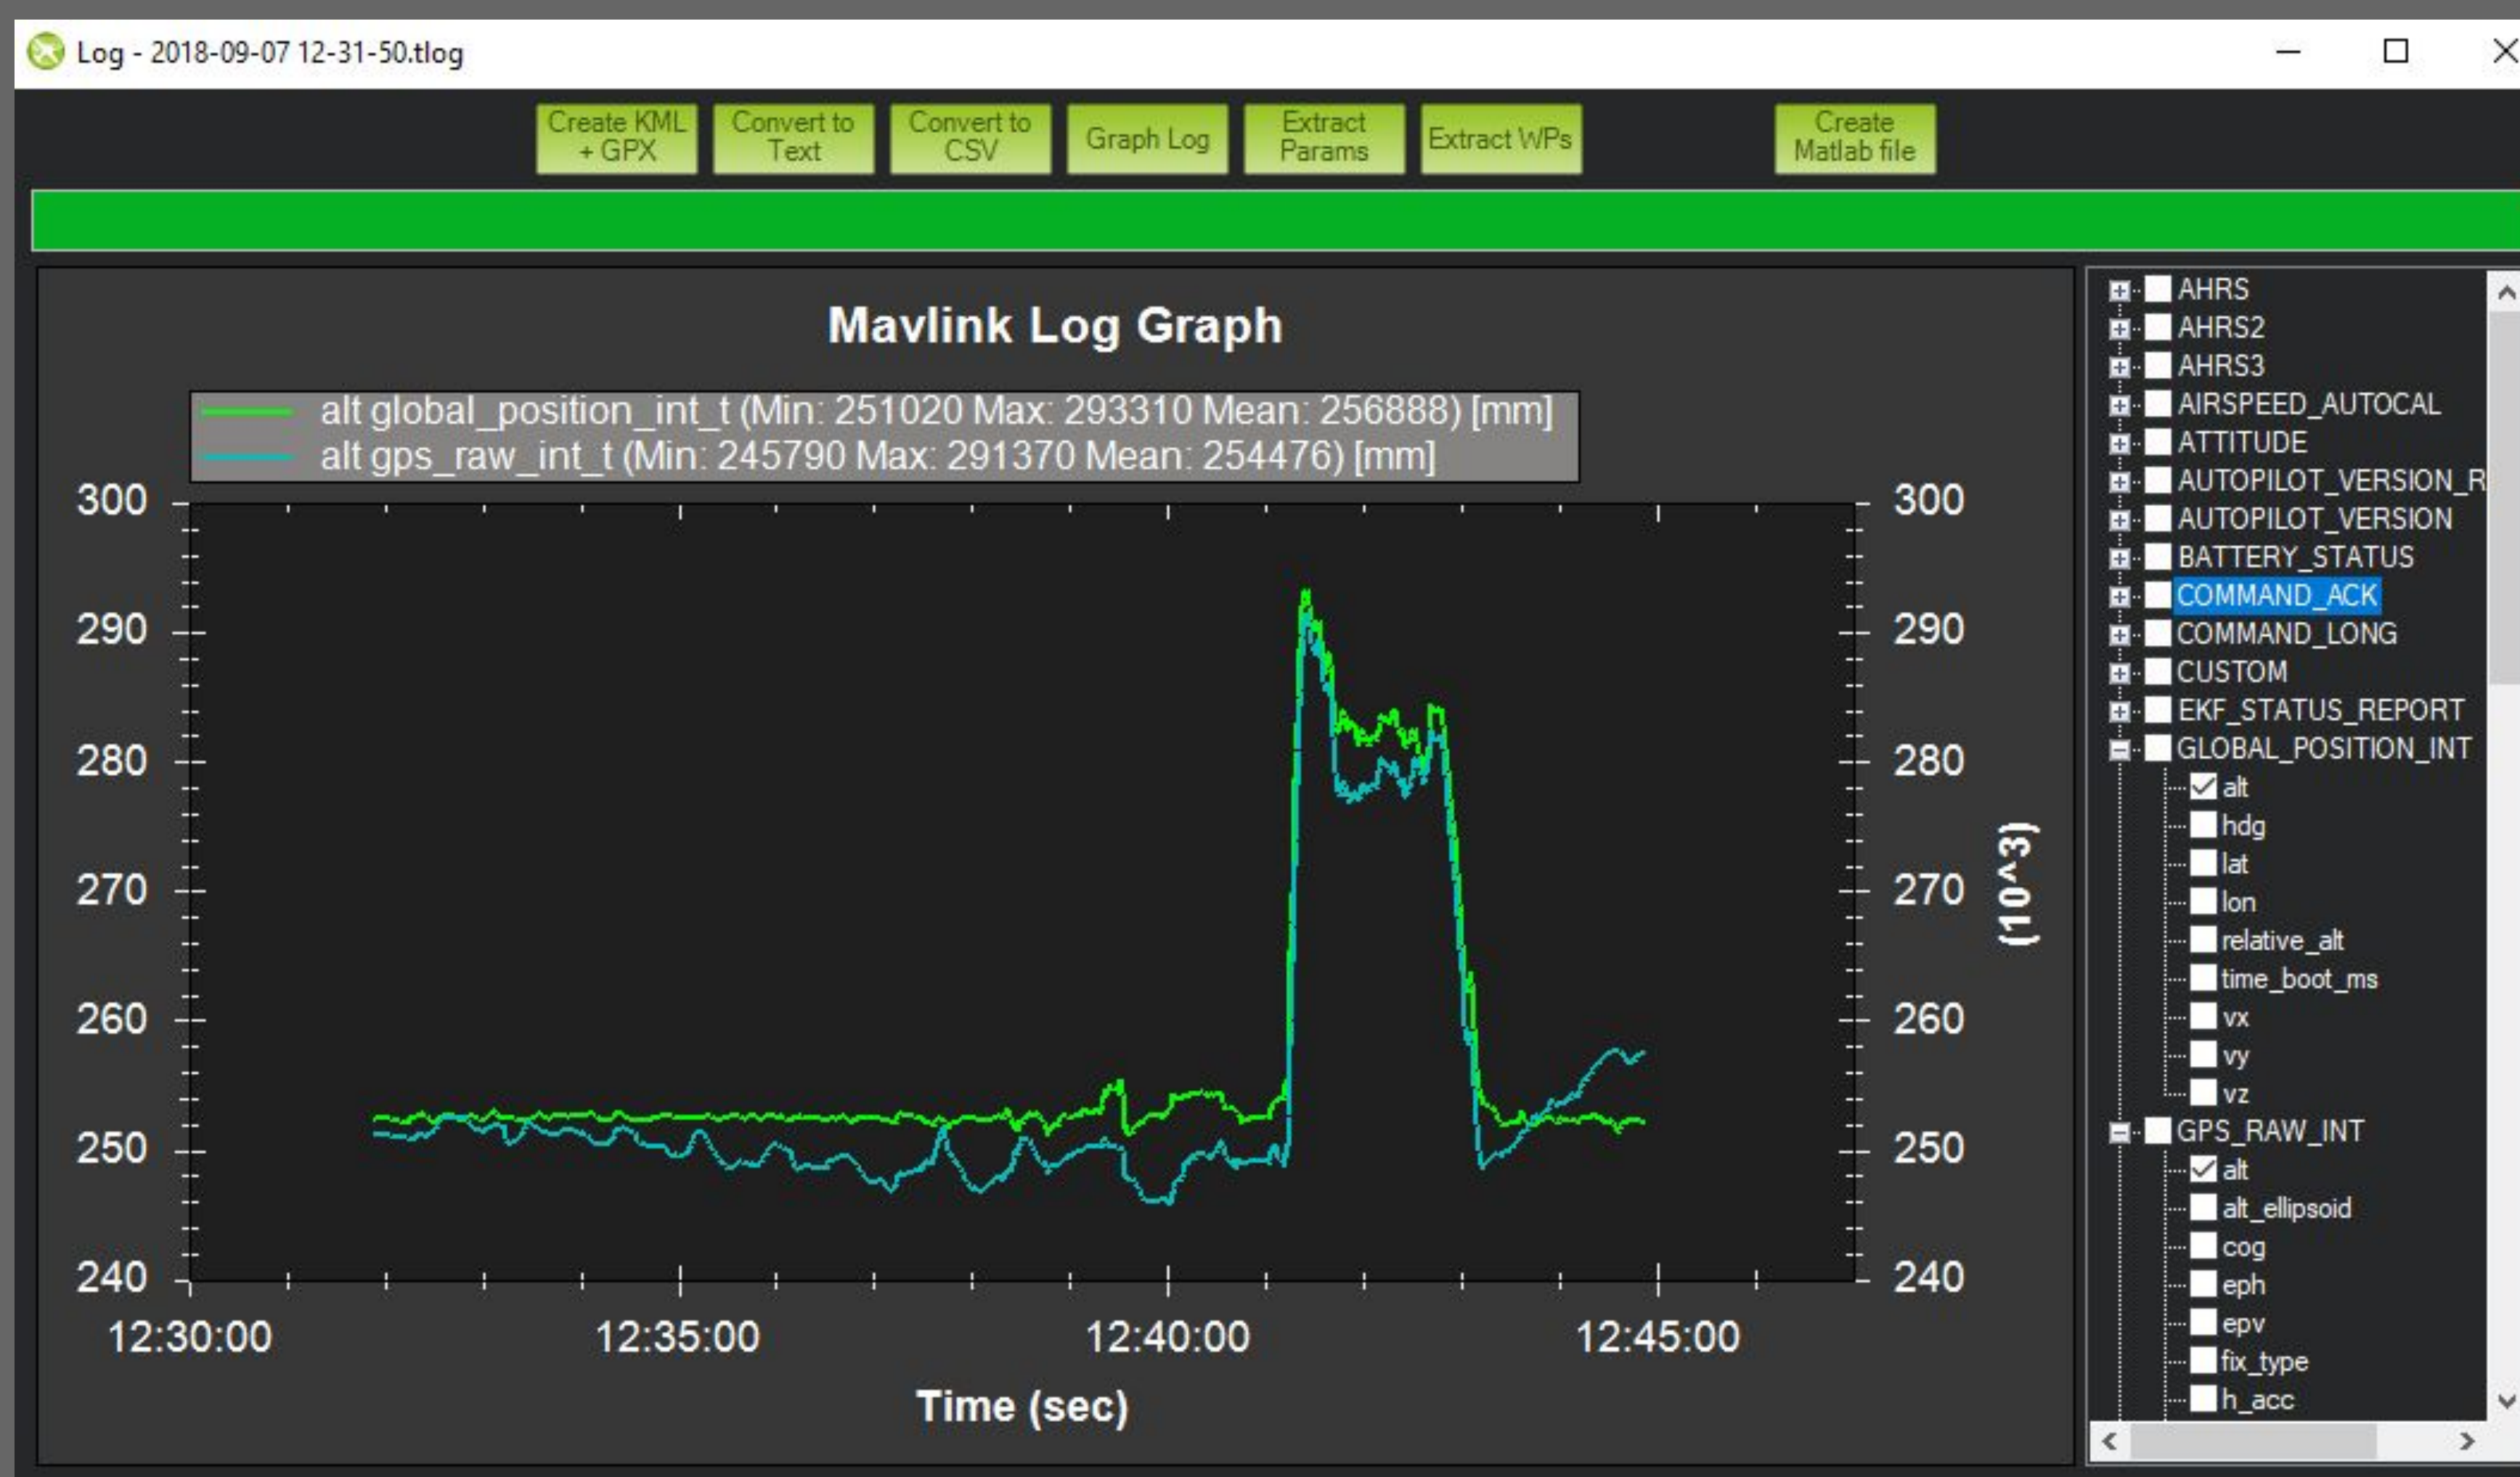 Log - 2018-09-07 12-31-50.tlog
Create KML
+ GPX
Convert to
Text
Convert to
CSV
Graph Log
Extract
Params
Extract WPs
Create
Matlab file
Mavlink Log Graph
alt global_position_int_t (Min: 251020 Max: 293310 Mean: 256888) [mm]
alt gps_raw_int_t (Min: 245790 Max: 291370 Mean: 254476) [mm]
300
290
280
270
260
250
240
300
290
280
270
260
250
240
(10^3)
12:30:00
12:35:00
12:40:00
12:45:00
Time (sec)
AHRS
AHRS2
AHRS3
AIRSPEED_AUTOCAL
ATTITUDE
AUTOPILOT_VERSION_R
AUTOPILOT_VERSION
BATTERY_STATUS
COMMAND_ACK
COMMAND_LONG
CUSTOM
EKF_STATUS_REPORT
GLOBAL_POSITION_INT
alt
hdg
lat
lon
relative_alt
time_boot_ms
vx
vy
vz
GPS_RAW_INT
alt
alt_ellipsoid
cog
eph
epv
fix_type
h_acc